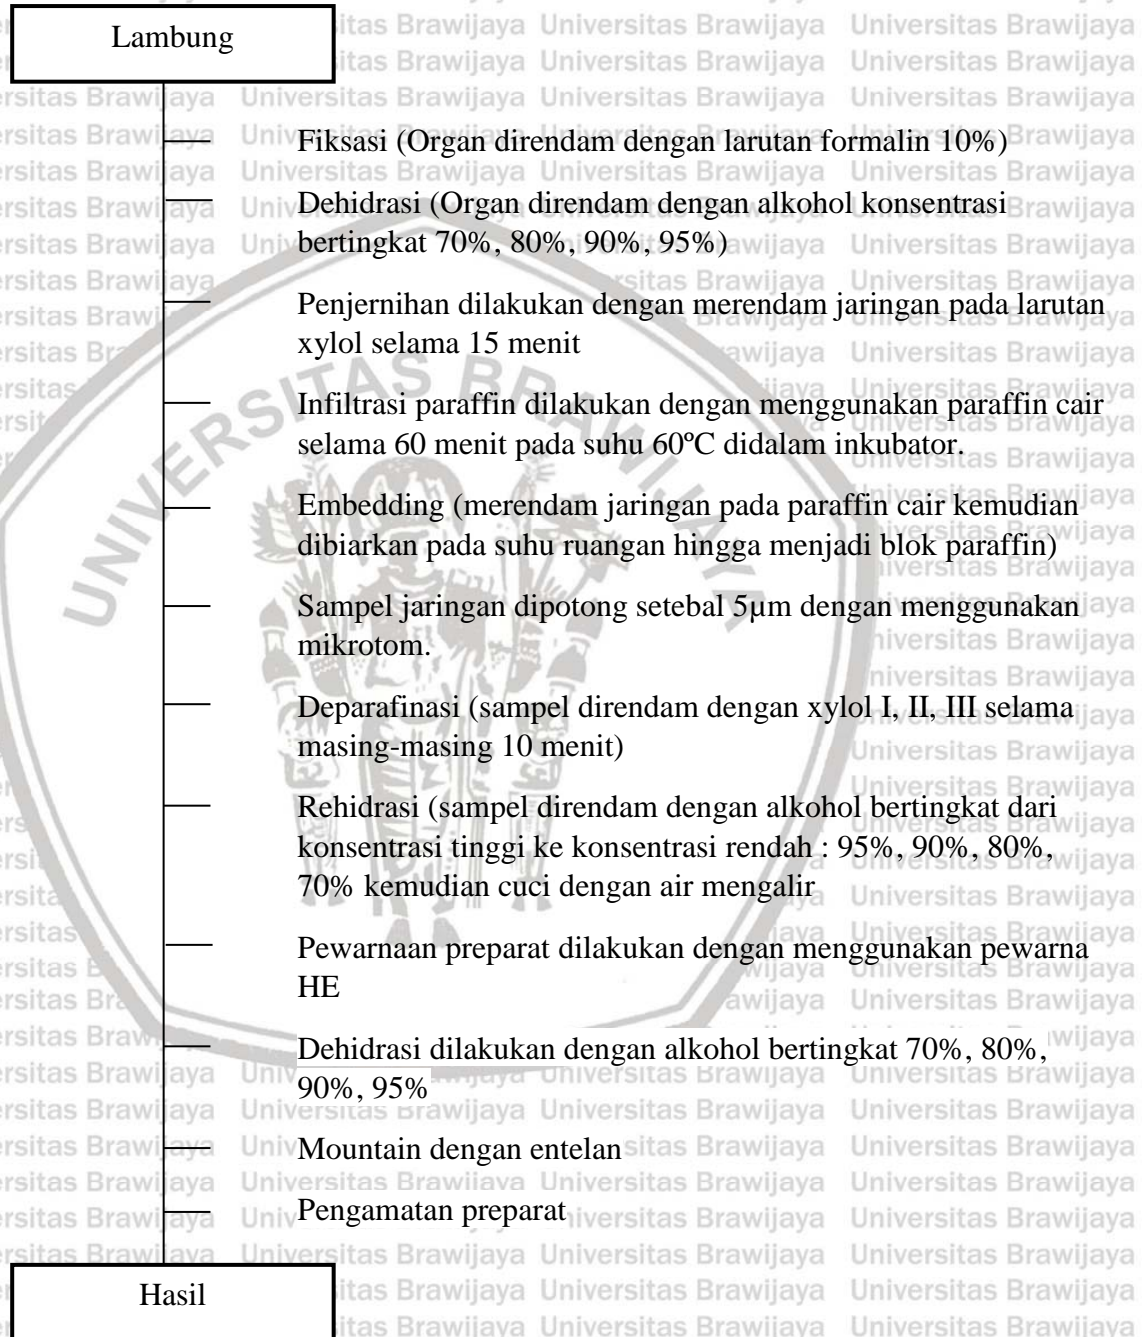 Lambung
Fiksasi (Organ direndam dengan larutan formalin 10%)
Dehidrasi (Organ direndam dengan alkohol konsentrasi
bertingkat 70%, 80%, 90%, 95%)
Penjernihan dilakukan dengan merendam jaringan pada larutan
xylol selama 15 menit
Infiltrasi paraffin dilakukan dengan menggunakan paraffin cair
selama 60 menit pada suhu 60ºC didalam inkubator.
Embedding (merendam jaringan pada paraffin cair kemudian
dibiarkan pada suhu ruangan hingga menjadi blok paraffin)
Sampel jaringan dipotong setebal 5µm dengan menggunakan
mikrotom.
Deparafinasi (sampel direndam dengan xylol I, II, III selama
masing-masing 10 menit)
Rehidrasi (sampel direndam dengan alkohol bertingkat dari
konsentrasi tinggi ke konsentrasi rendah : 95%, 90%, 80%,
70% kemudian cuci dengan air mengalir
Pewarnaan preparat dilakukan dengan menggunakan pewarna
HE
Dehidrasi dilakukan dengan alkohol bertingkat 70%, 80%,
90%, 95%
Mountain dengan entelan
Pengamatan preparat
Hasil
UNIVERSITAS BRAWIJAYA